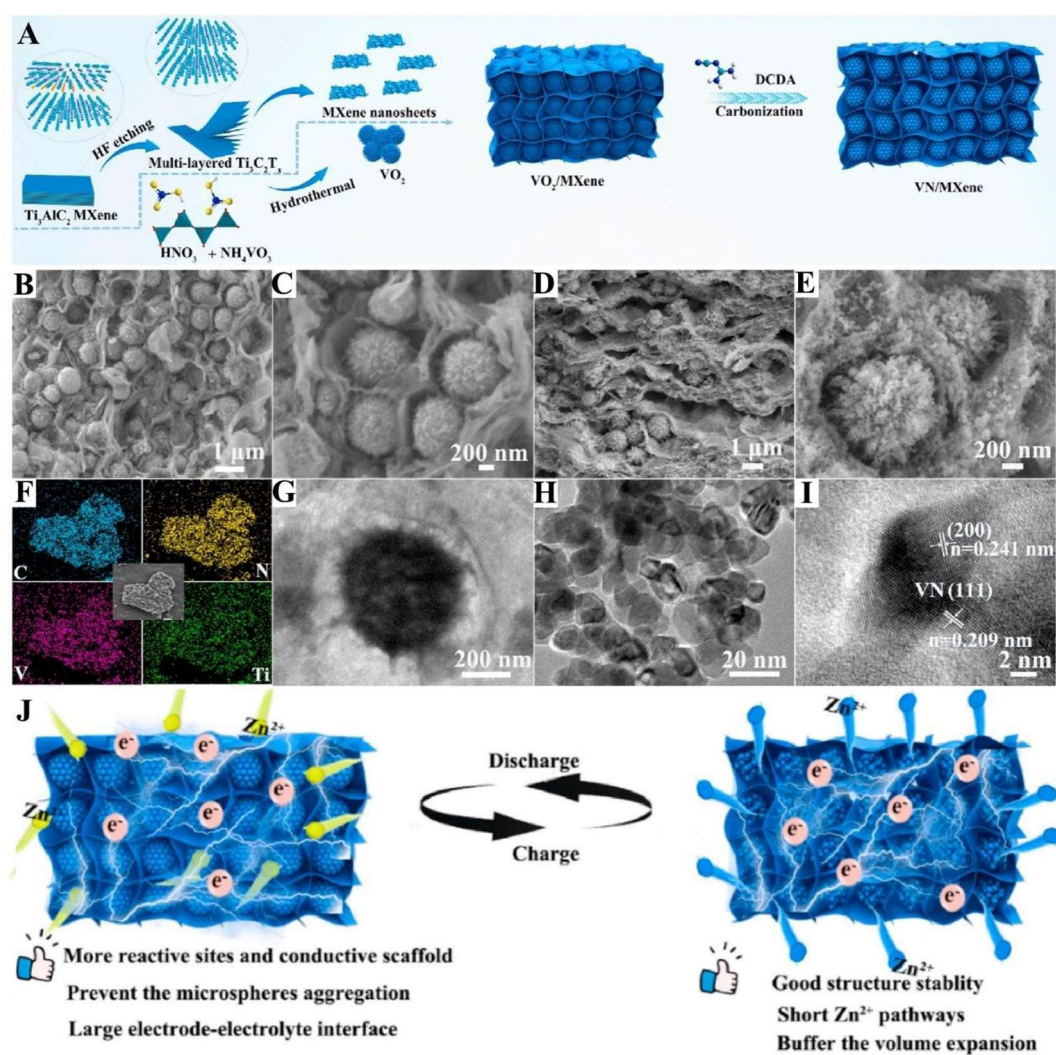 A
HF etching
Multi-layered Ti₃C₂Tₓ
MXene nanosheets
VO₂
Hydrothermal
Ti₃AlC₂ MXene
HNO₃ + NH₄VO₃
VO₂/MXene
DCDA
Carbonization
VN/MXene
B
1 μm
C
200 nm
D
1 μm
E
200 nm
F
C
N
V
Ti
G
200 nm
H
20 nm
I
(200)
n=0.241 nm
VN (111)
n=0.209 nm
2 nm
J
Zn²⁺
e⁻
e⁻
e⁻
e⁻
e⁻
e⁻
Discharge
Charge
Zn²⁺
e⁻
e⁻
e⁻
e⁻
e⁻
e⁻
Zn²⁺
More reactive sites and conductive scaffold
Prevent the microspheres aggregation
Large electrode-electrolyte interface
Good structure stablity
Short Zn²⁺ pathways
Buffer the volume expansion